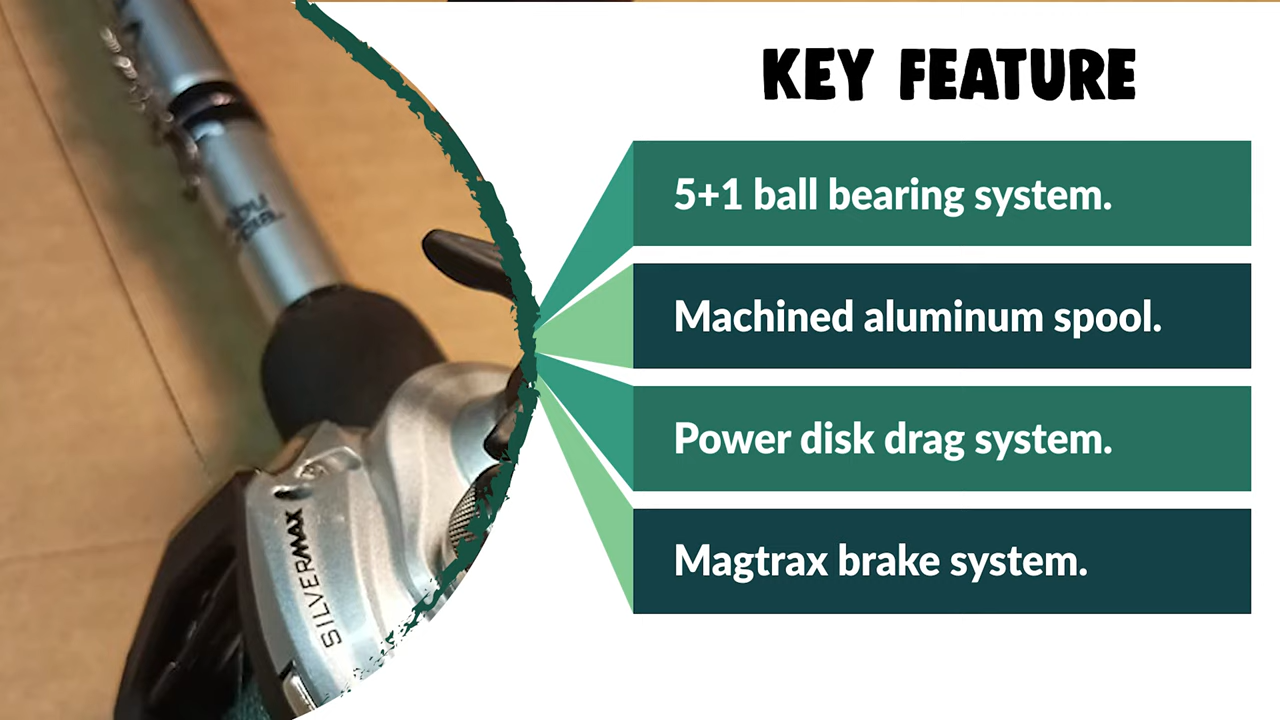 KEY FEATURE
5+1 ball bearing system.
Machined aluminum spool.
Power disk drag system.
Magtrax brake system.
SILVERMAX